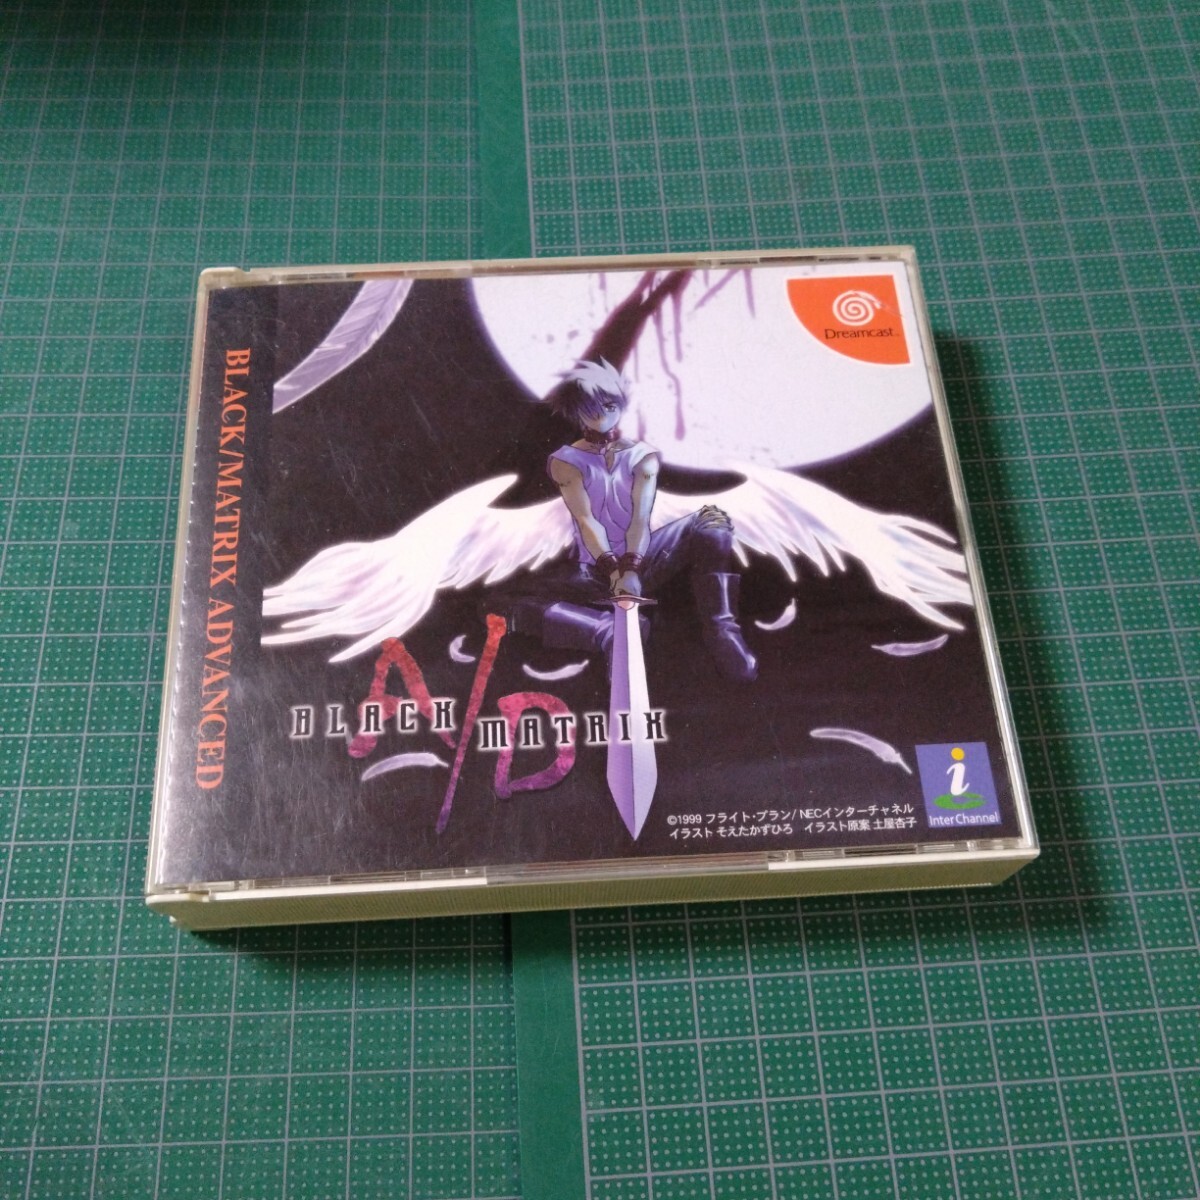 BLACK/MATRIX ADVANCED
Dreamcast™
A/D
BLACK MATRIX
©1999 フライト・プラン/NECインターチャネル
イラスト そえたかずひろ イラスト原案 土屋杏子
i
InterChannel